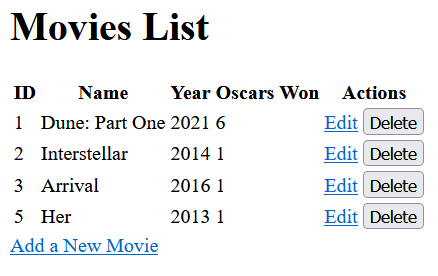 Movies List
ID Name Year Oscars Won Actions
1 Dune: Part One 2021 6 Edit Delete
2 Interstellar 2014 1 Edit Delete
3 Arrival 2016 1 Edit Delete
5 Her 2013 1 Edit Delete
Add a New Movie